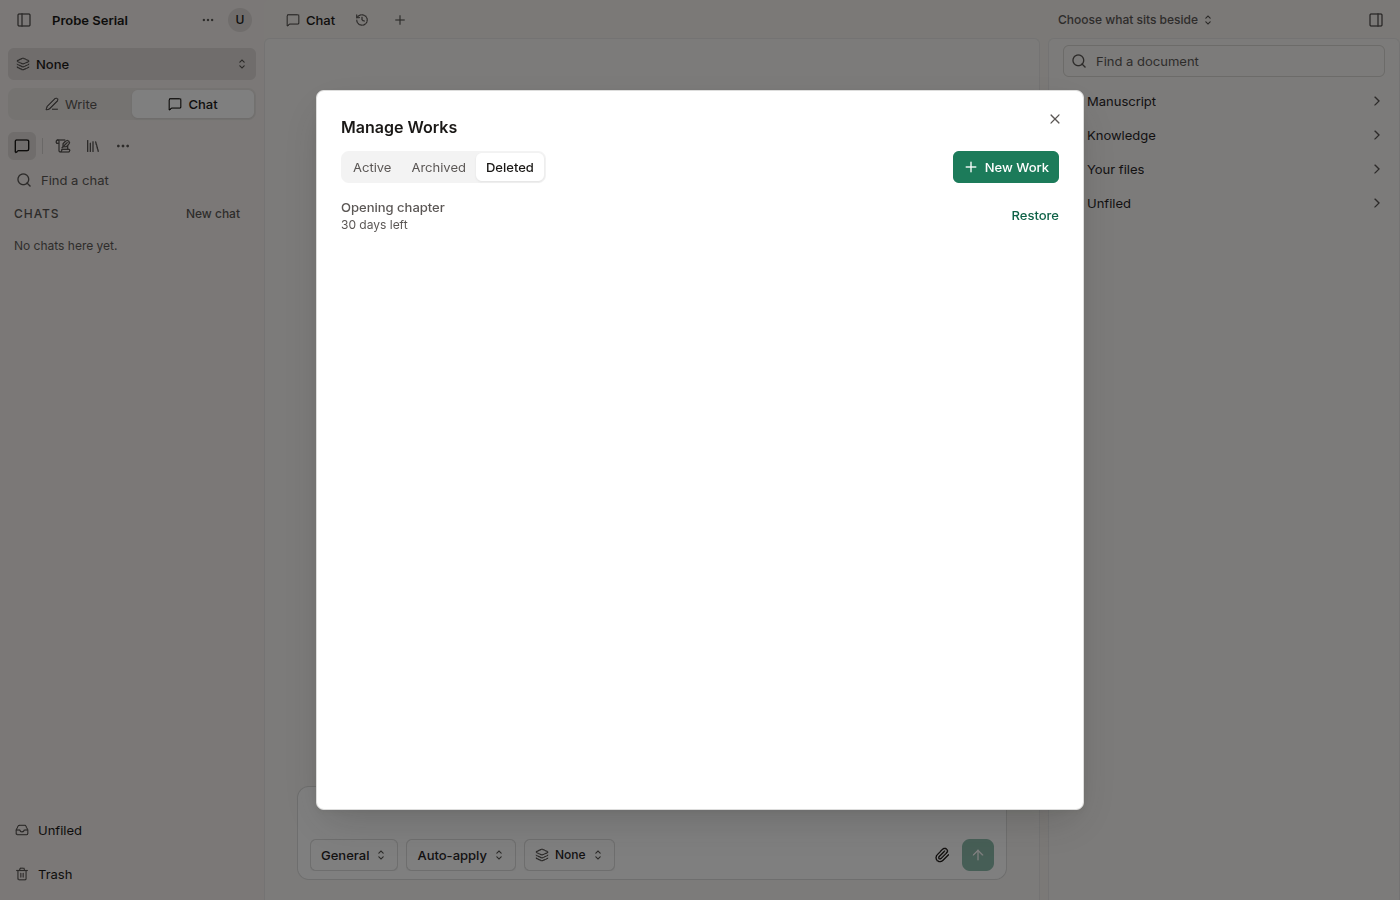 Probe Serial
U
Chat
Choose what sits beside
None
Write
Chat
Find a chat
CHATS
New chat
No chats here yet.
Unfiled
Trash
Manage Works
Active
Archived
Deleted
New Work
Opening chapter
30 days left
Restore
General
Auto-apply
None
Find a document
Manuscript
Knowledge
Your files
Unfiled